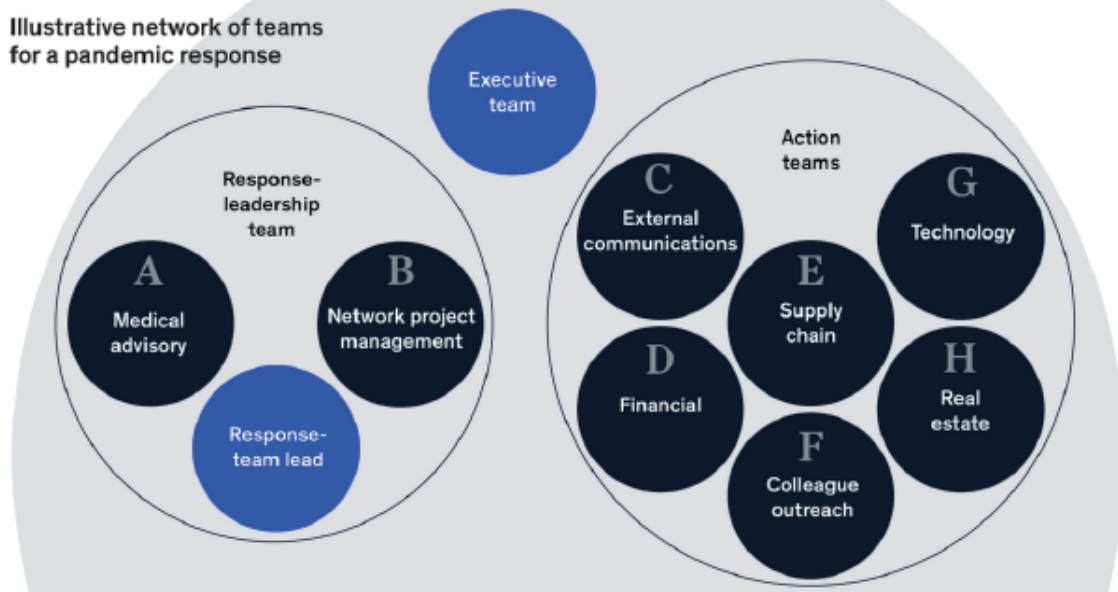 Illustrative network of teams
for a pandemic response
Executive
team
Response-
leadership
team
A
Medical
advisory
B
Network project
management
Response-
team lead
Action
teams
C
External
communications
D
Financial
E
Supply
chain
F
Colleague
outreach
G
Technology
H
Real
estate